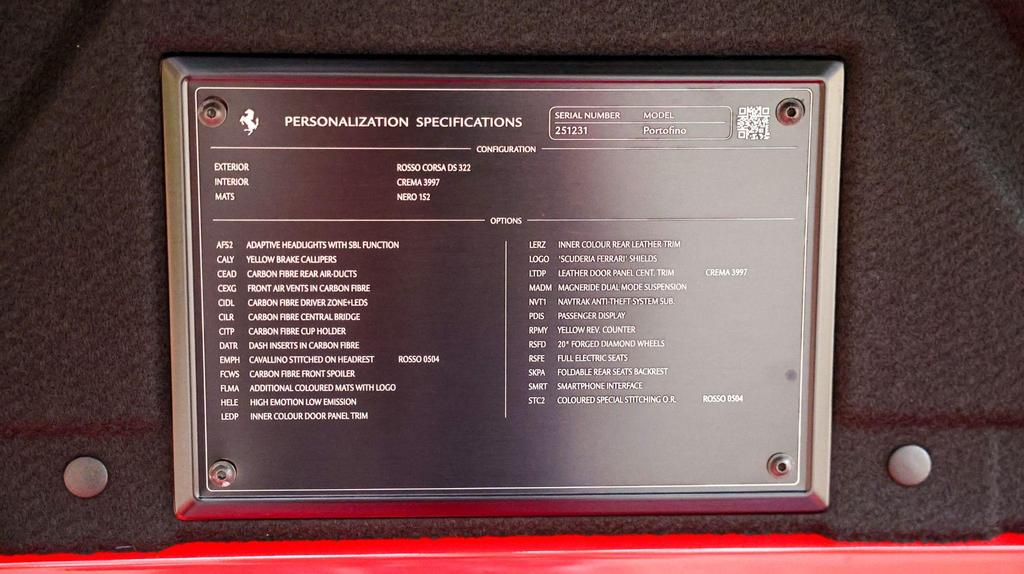 PERSONALIZATION SPECIFICATIONS
SERIAL NUMBER MODEL
251231 Portofino
CONFIGURATION
EXTERIOR ROSSO CORSA DS 322
INTERIOR CREMA 3997
MATS NERO 152
OPTIONS
AFS2 ADAPTIVE HEADLIGHTS WITH SBL FUNCTION
CALY YELLOW BRAKE CALLIPERS
CEAD CARBON FIBRE REAR AIR-DUCTS
CEXG FRONT AIR VENTS IN CARBON FIBRE
CIDL CARBON FIBRE DRIVER ZONE+LEDS
CILR CARBON FIBRE CENTRAL BRIDGE
CITP CARBON FIBRE CUP HOLDER
DATR DASH INSERTS IN CARBON FIBRE
EMPH CAVALLINO STITCHED ON HEADREST ROSSO 0504
FCWS CARBON FIBRE FRONT SPOILER
FLMA ADDITIONAL COLOURED MATS WITH LOGO
HELE HIGH EMOTION LOW EMISSION
LEDP INNER COLOUR DOOR PANEL TRIM
LERZ INNER COLOUR REAR LEATHER TRIM
LOGO 'SCUDERIA FERRARI' SHIELDS
LTDP LEATHER DOOR PANEL CENT. TRIM CREMA 3997
MADM MAGNERIDE DUAL MODE SUSPENSION
NVT1 NAVTRAK ANTI-THEFT SYSTEM SUB.
PDIS PASSENGER DISPLAY
RPMY YELLOW REV. COUNTER
RSFD 20" FORGED DIAMOND WHEELS
RSFE FULL ELECTRIC SEATS
SKPA FOLDABLE REAR SEATS BACKREST
SMRT SMARTPHONE INTERFACE
STC2 COLOURED SPECIAL STITCHING O.R. ROSSO 0504